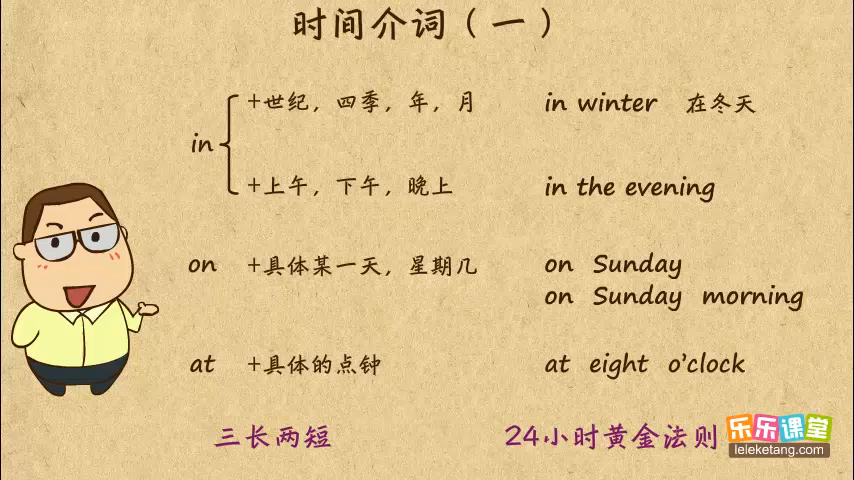 时间介词（一）
+世纪，四季，年，月 in winter 在冬天
in
+上午，下午，晚上 in the evening
on +具体某一天，星期几 on Sunday
on Sunday morning
at +具体的点钟 at eight o'clock
三长两短 24小时黄金法则
乐乐课堂
leleketang.com